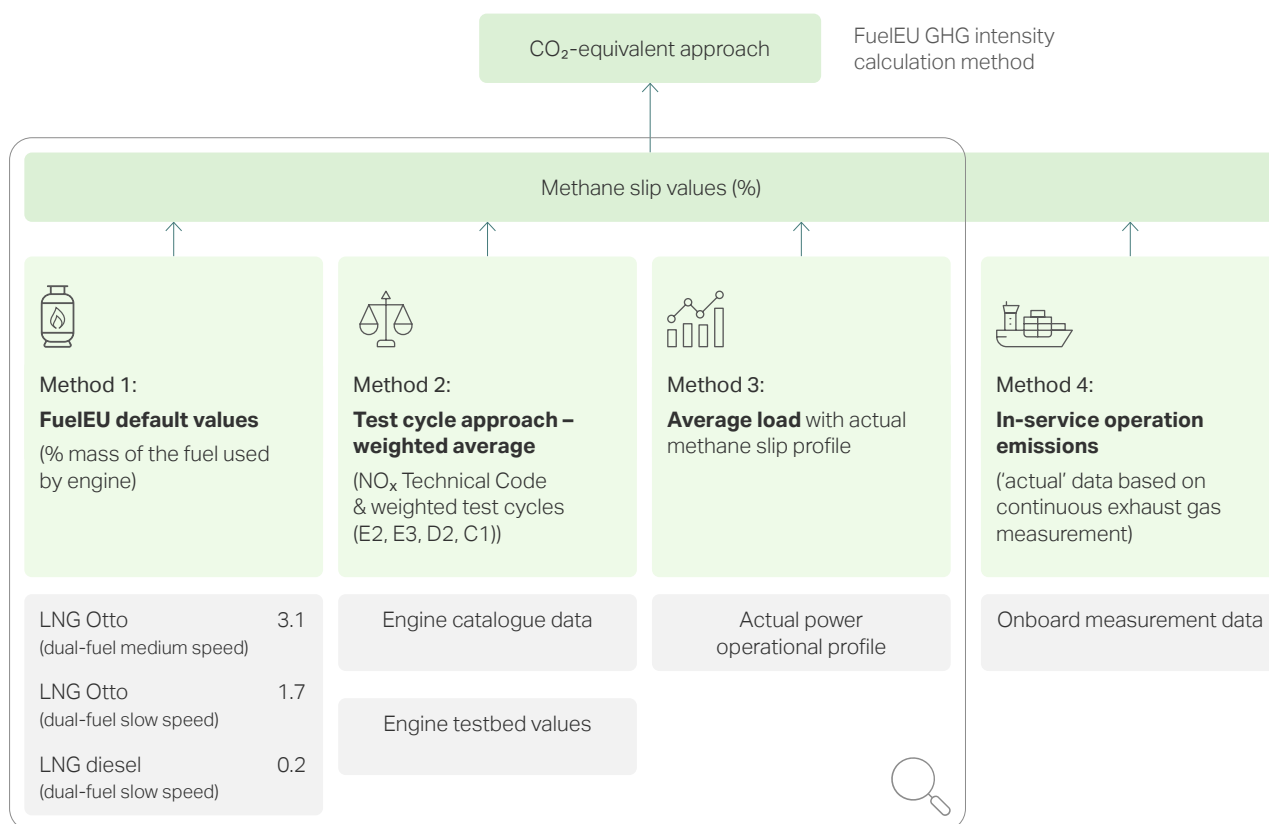 CO₂-equivalent approach
FuelEU GHG intensity
calculation method
Methane slip values (%)
Method 1:
FuelEU default values
(% mass of the fuel used
by engine)
Method 2:
Test cycle approach –
weighted average
(NOₓ Technical Code
& weighted test cycles
(E2, E3, D2, C1))
Method 3:
Average load with actual
methane slip profile
Method 4:
In-service operation
emissions
(‘actual’ data based on
continuous exhaust gas
measurement)
LNG Otto 3.1
(dual-fuel medium speed)
LNG Otto 1.7
(dual-fuel slow speed)
LNG diesel 0.2
(dual-fuel slow speed)
Engine catalogue data
Engine testbed values
Actual power
operational profile
Onboard measurement data